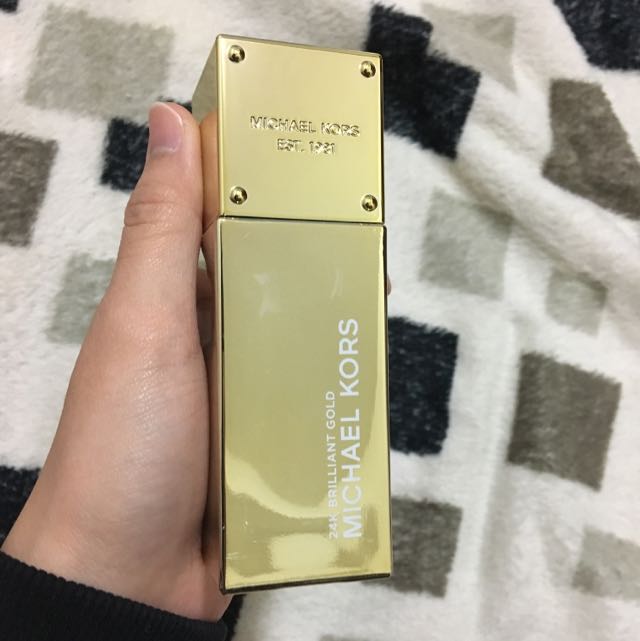 MICHAEL KORS
EST. 1981
24K BRILLIANT GOLD
MICHAEL KORS